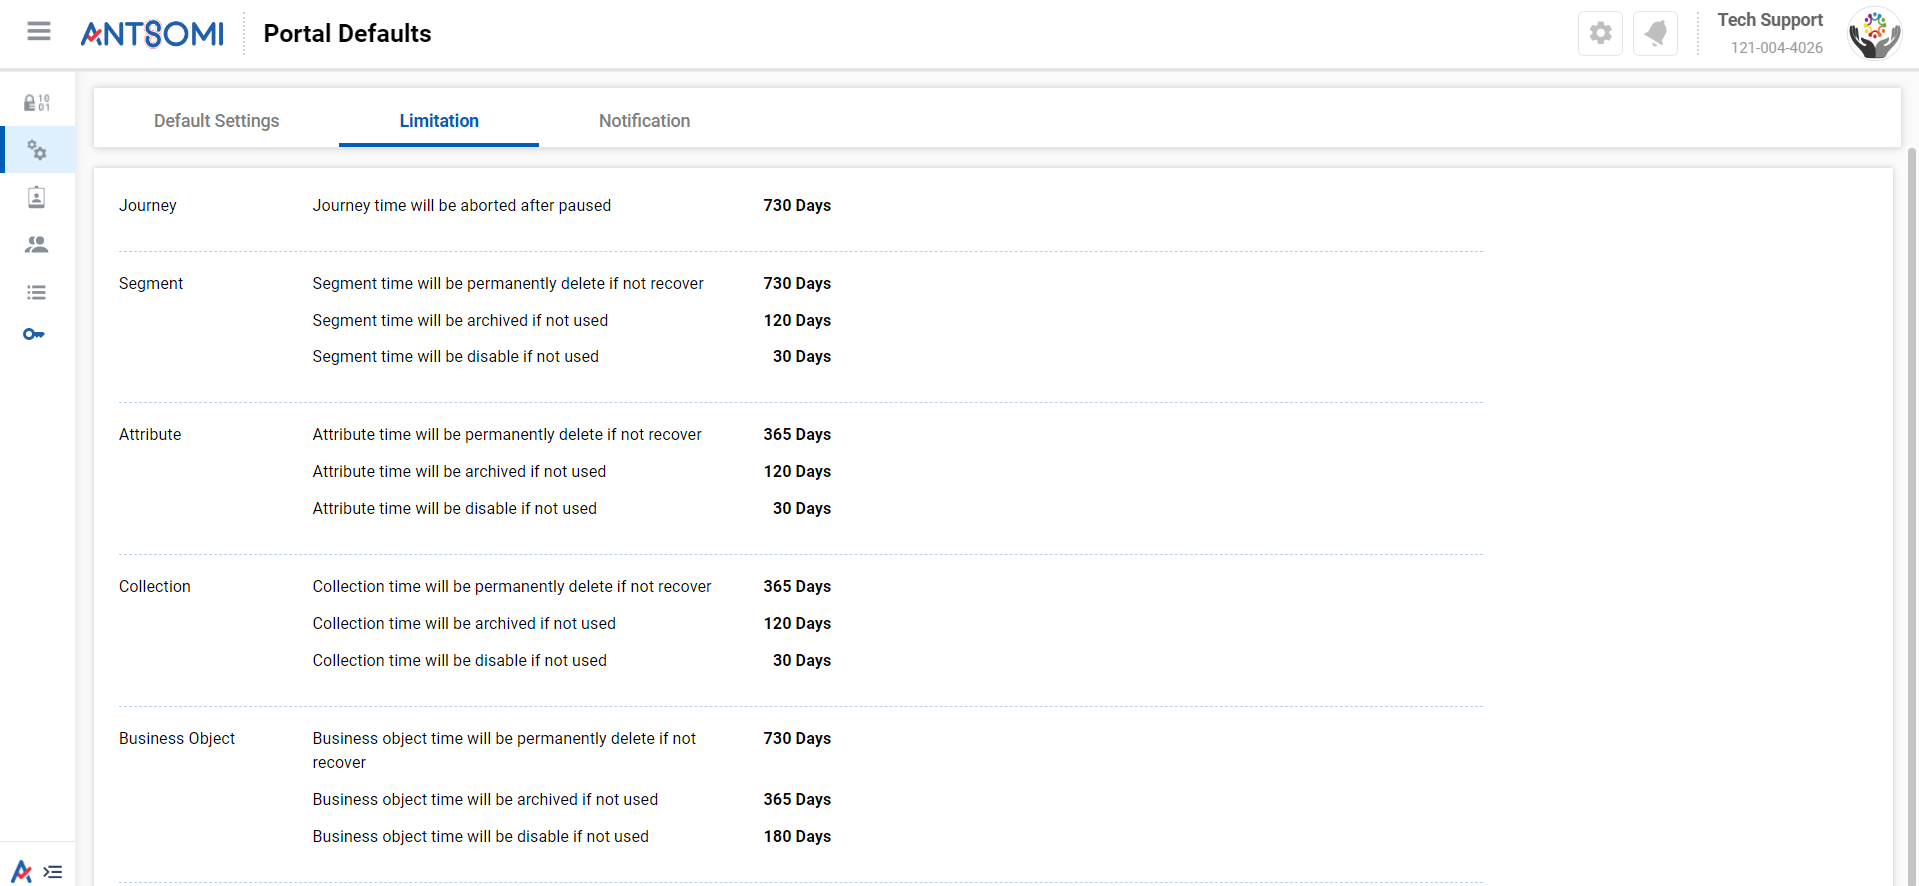 ANTSOMI
Portal Defaults
Tech Support
121-004-4026
Default Settings
Limitation
Notification
Journey
Journey time will be aborted after paused
730 Days
Segment
Segment time will be permanently delete if not recover
730 Days
Segment time will be archived if not used
120 Days
Segment time will be disable if not used
30 Days
Attribute
Attribute time will be permanently delete if not recover
365 Days
Attribute time will be archived if not used
120 Days
Attribute time will be disable if not used
30 Days
Collection
Collection time will be permanently delete if not recover
365 Days
Collection time will be archived if not used
120 Days
Collection time will be disable if not used
30 Days
Business Object
Business object time will be permanently delete if not
recover
730 Days
Business object time will be archived if not used
365 Days
Business object time will be disable if not used
180 Days